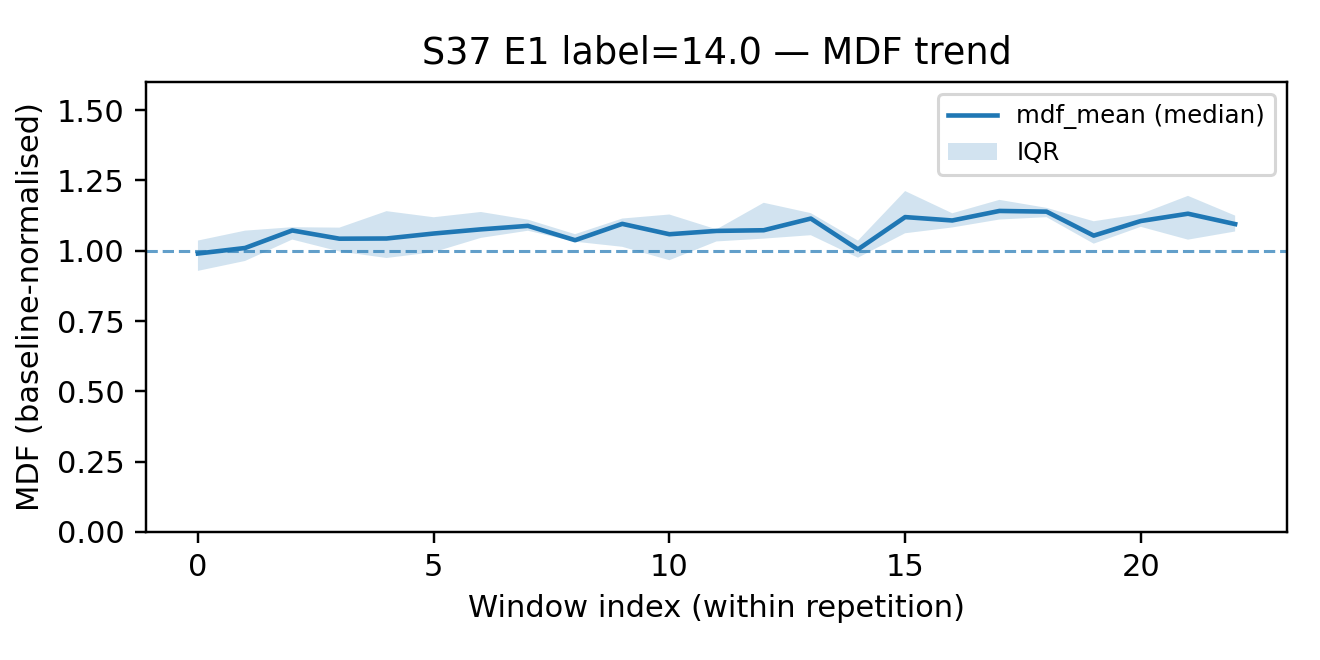 S37 E1 label=14.0 — MDF trend
mdf_mean (median)
IQR
MDF (baseline-normalised)
1.50
1.25
1.00
0.75
0.50
0.25
0.00
0 5 10 15 20
Window index (within repetition)